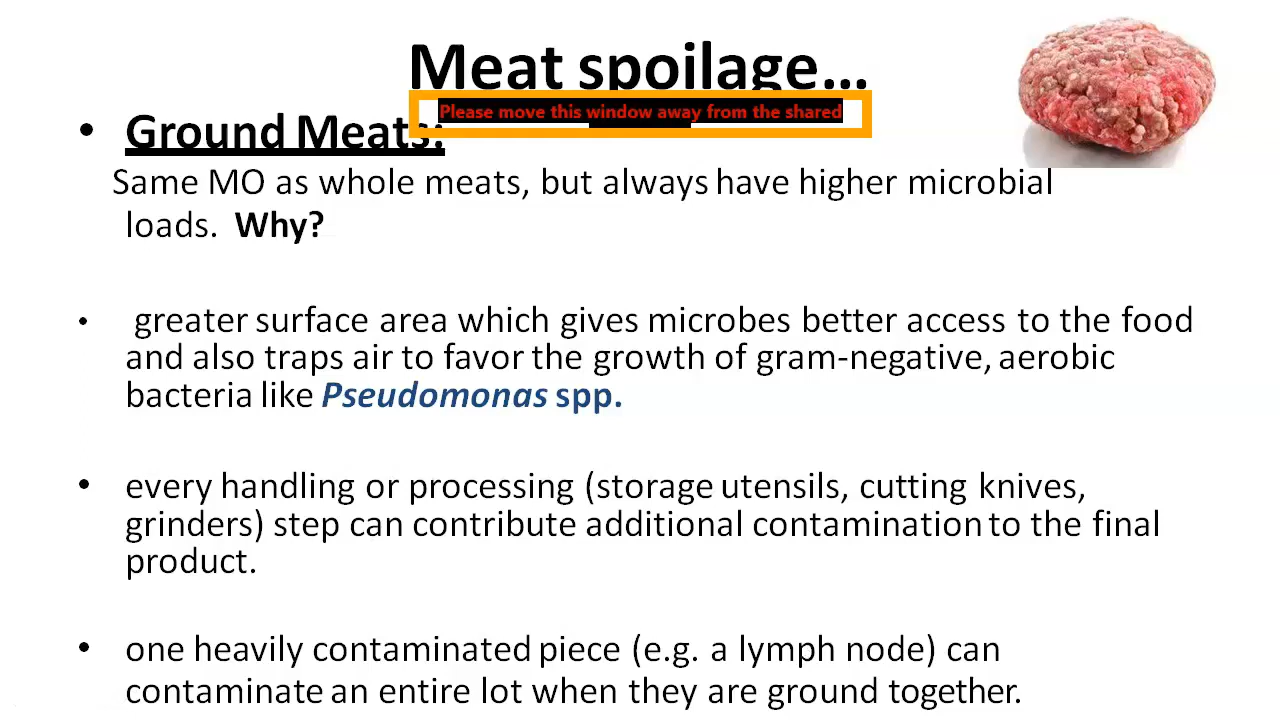 Meat spoilage…
Please move this window away from the shared
• Ground Meats:
Same MO as whole meats, but always have higher microbial
loads. Why?
• greater surface area which gives microbes better access to the food
and also traps air to favor the growth of gram-negative, aerobic
bacteria like Pseudomonas spp.
• every handling or processing (storage utensils, cutting knives,
grinders) step can contribute additional contamination to the final
product.
• one heavily contaminated piece (e.g. a lymph node) can
contaminate an entire lot when they are ground together.